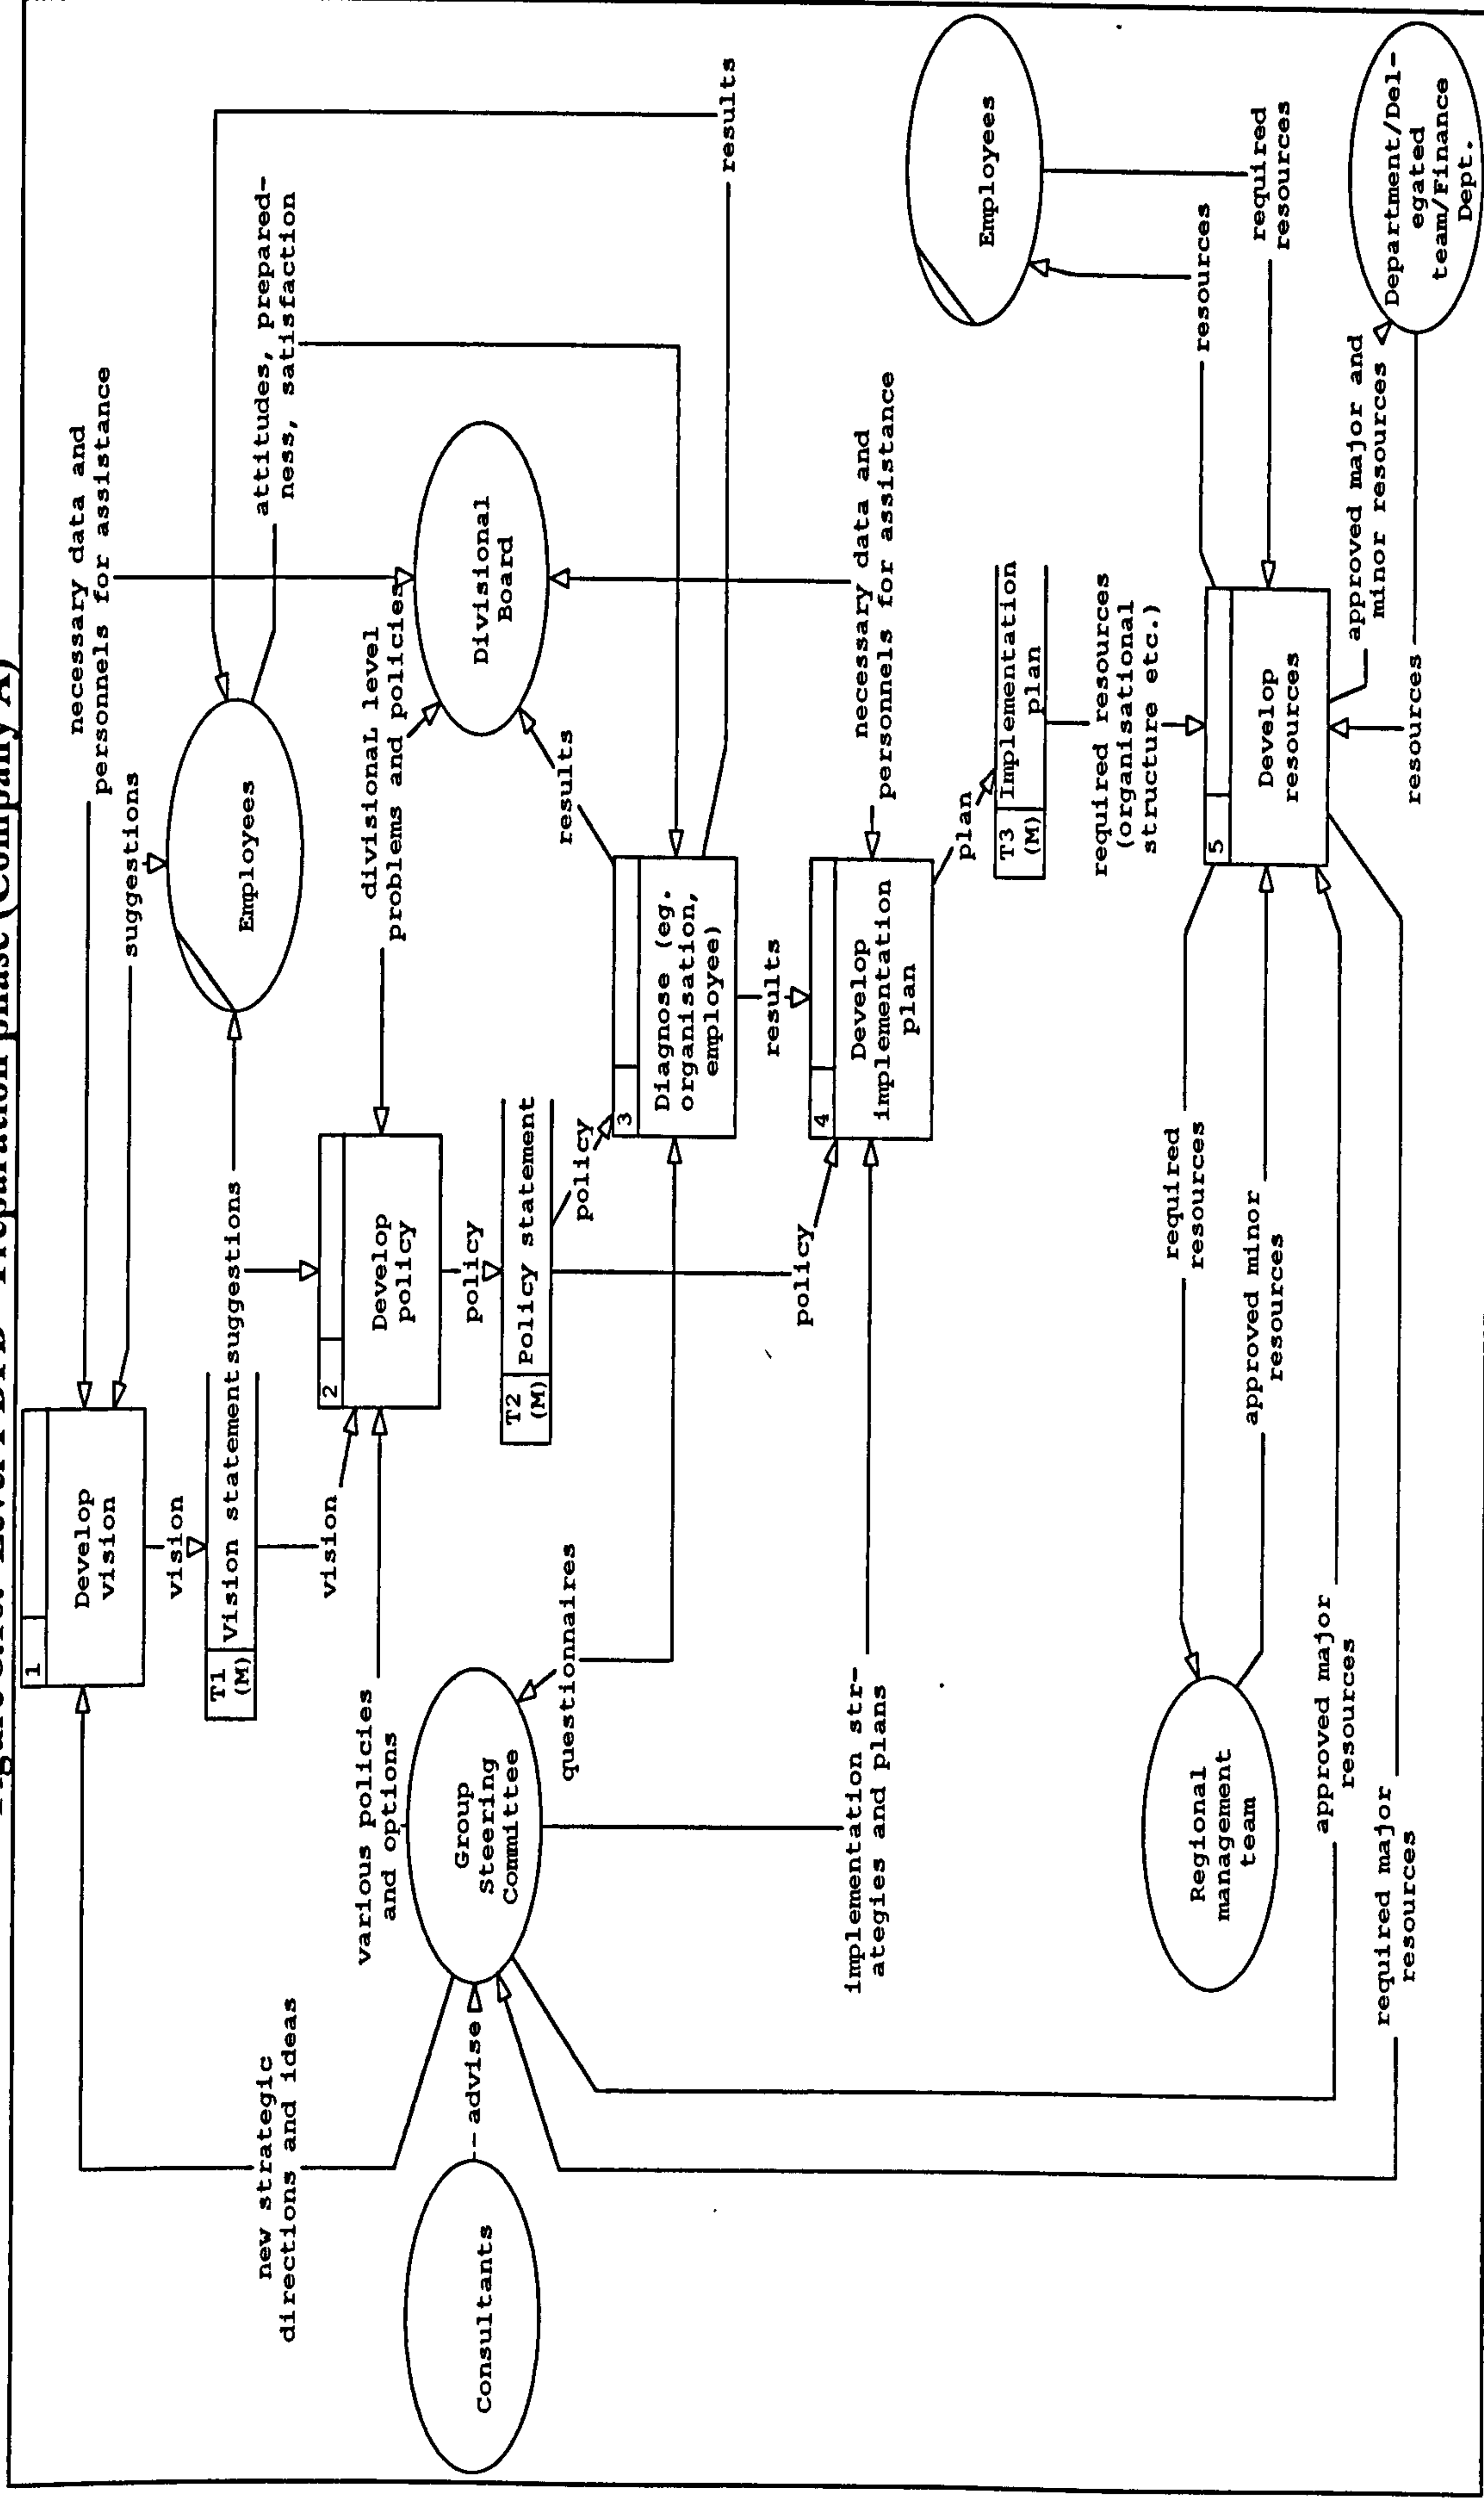 necessary data and
personnels for assistance
suggestions
1
Develop
vision
vision
T1
(M)
Vision statement
suggestions
Employees
attitudes, prepared-
ness, satisfaction
new strategic
directions and ideas
vision
various policies
and options
2
Develop
policy
divisionaL level
problems and policies
Divisional
Board
Consultants
advise
Group
Steering
Committee
policy
T2
(M)
Policy statement
policy
questionnaires
results
3
Diagnose (eg.
organisation,
employee)
results
results
policy
4
Develop
implementation
plan
necessary data and
personnels for assistance
implementation str-
ategies and plans
plan
T3
(M)
Implementation
plan
Employees
required resources
(organisational
structure etc.)
required
resources
Regional
management
team
approved minor
resources
5
Develop
resources
resources
required
resources
approved major
resources
approved major and
minor resources
required major
resources
resources
Department/Del-
egated
team/Finance
Dept.